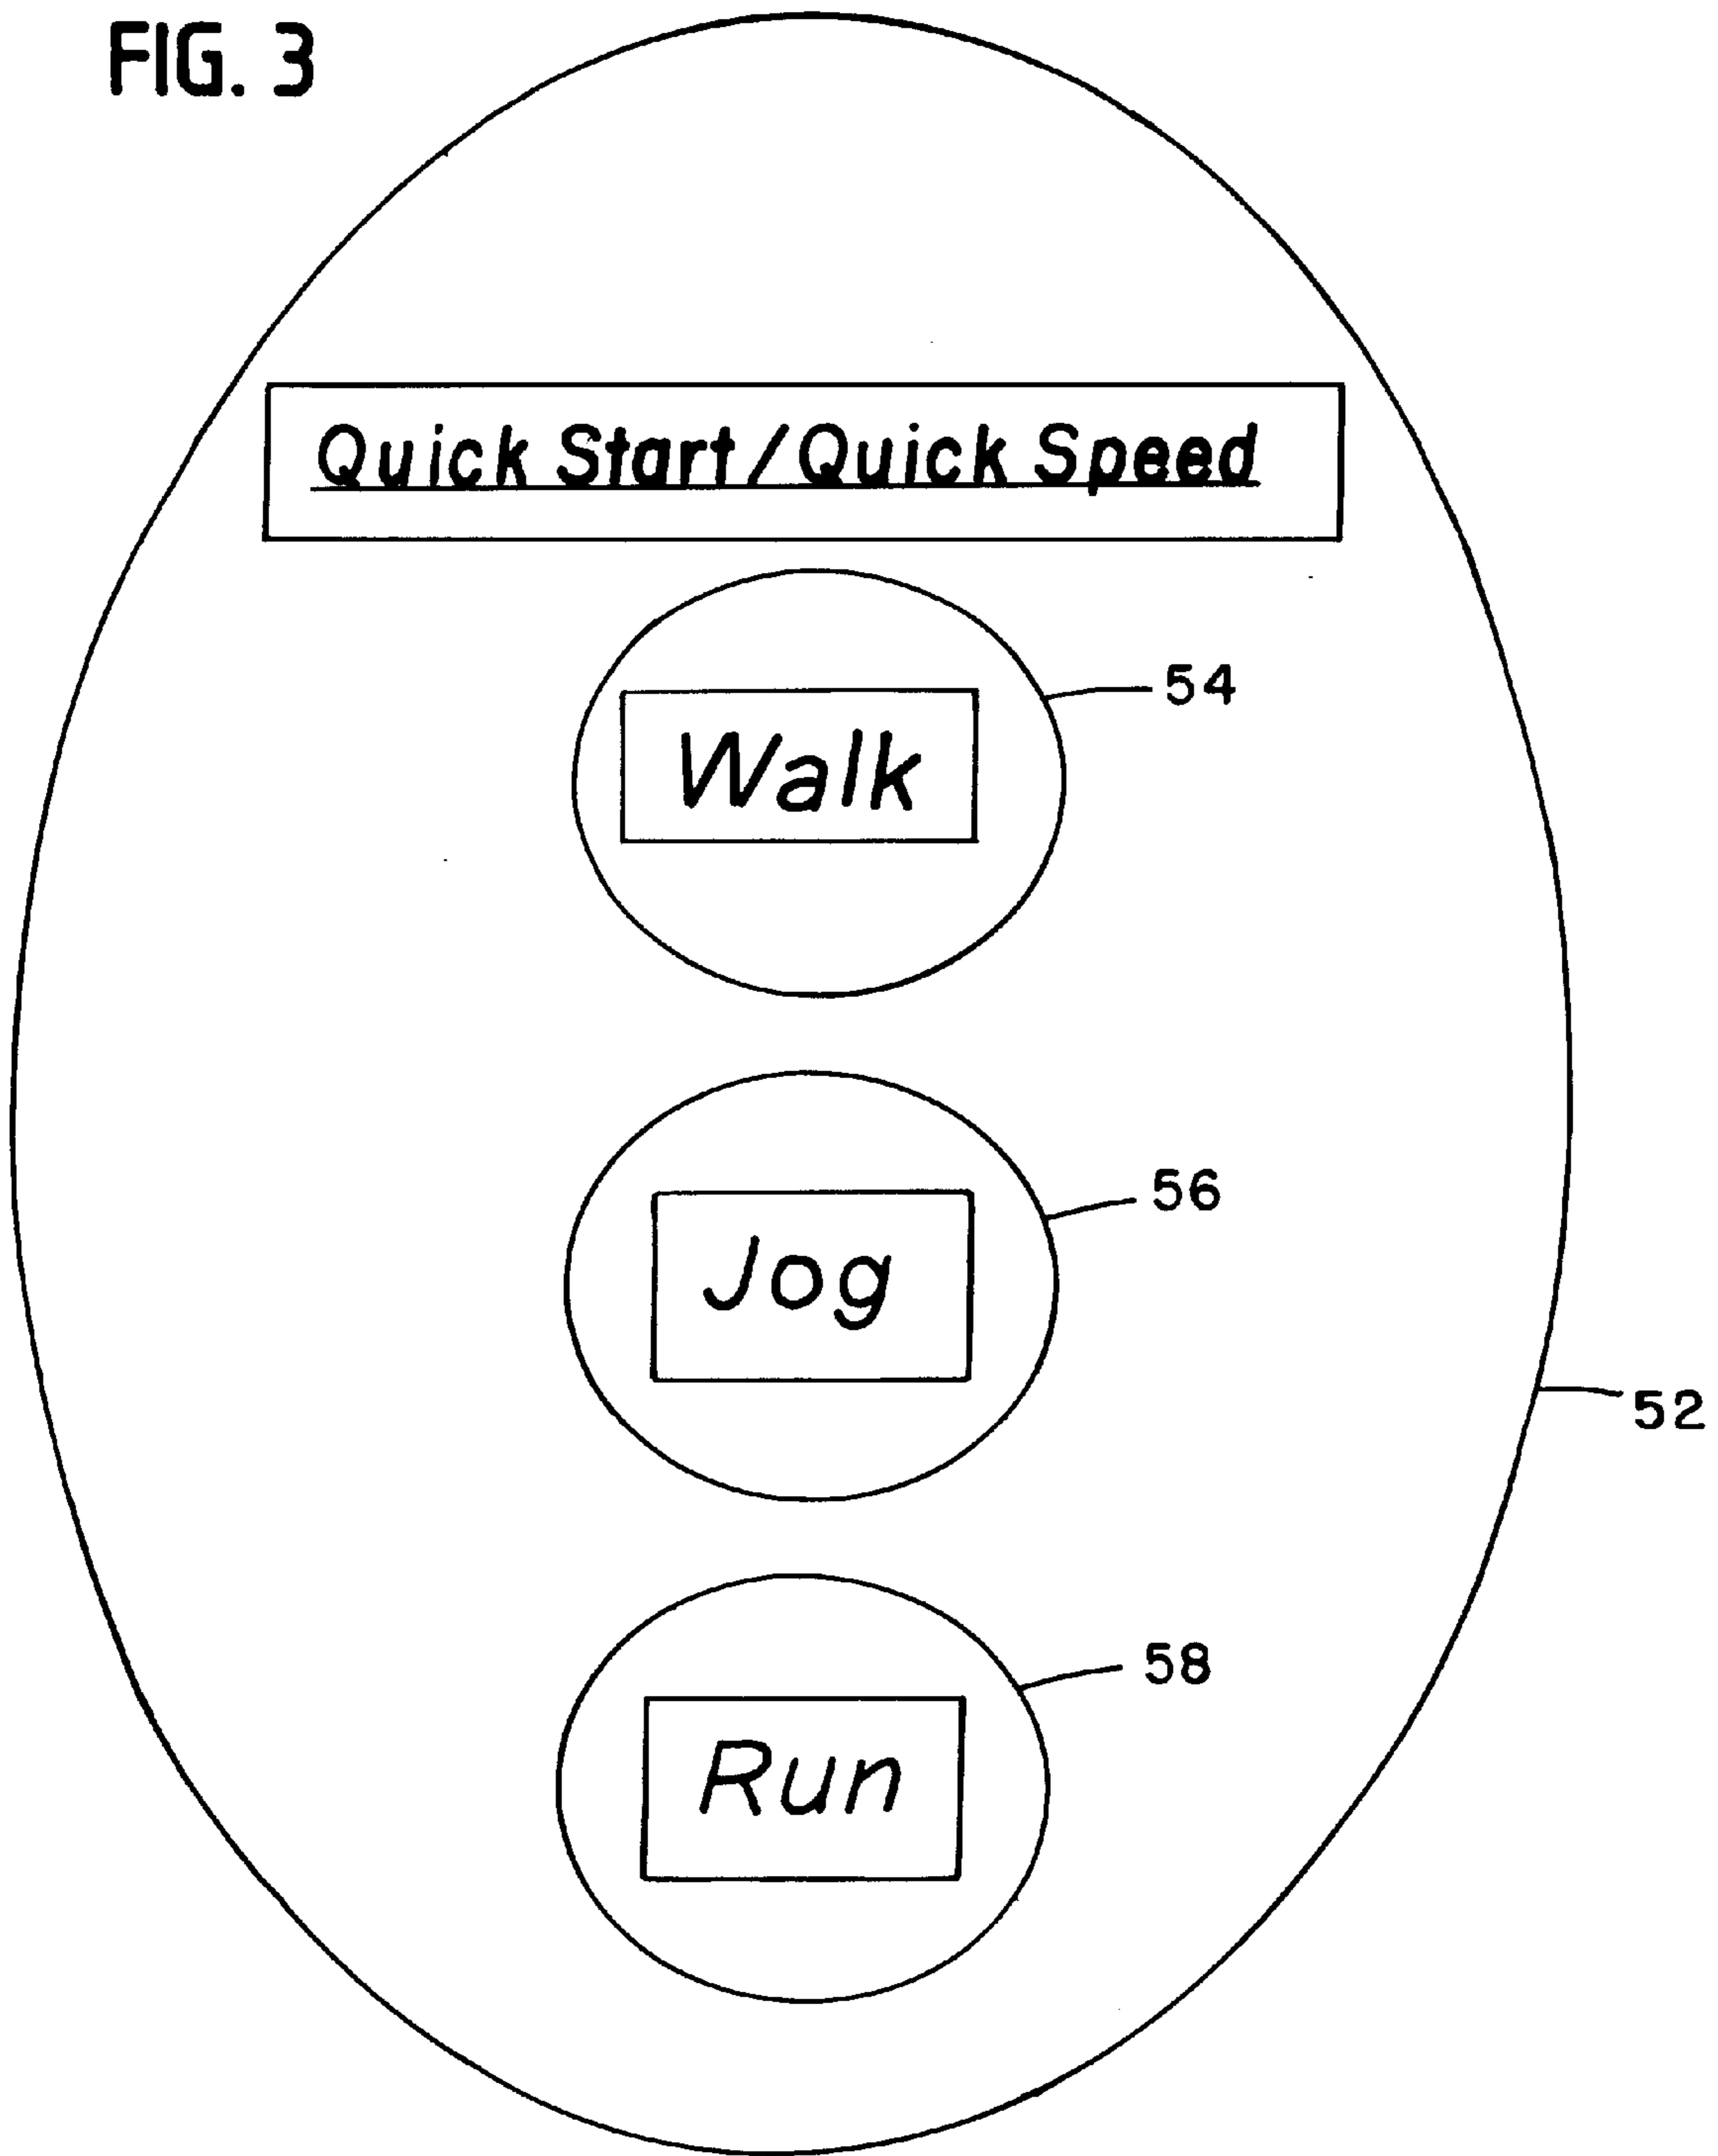 FIG. 3
Quick Start/Quick Speed
54
Walk
56
Jog
52
58
Run